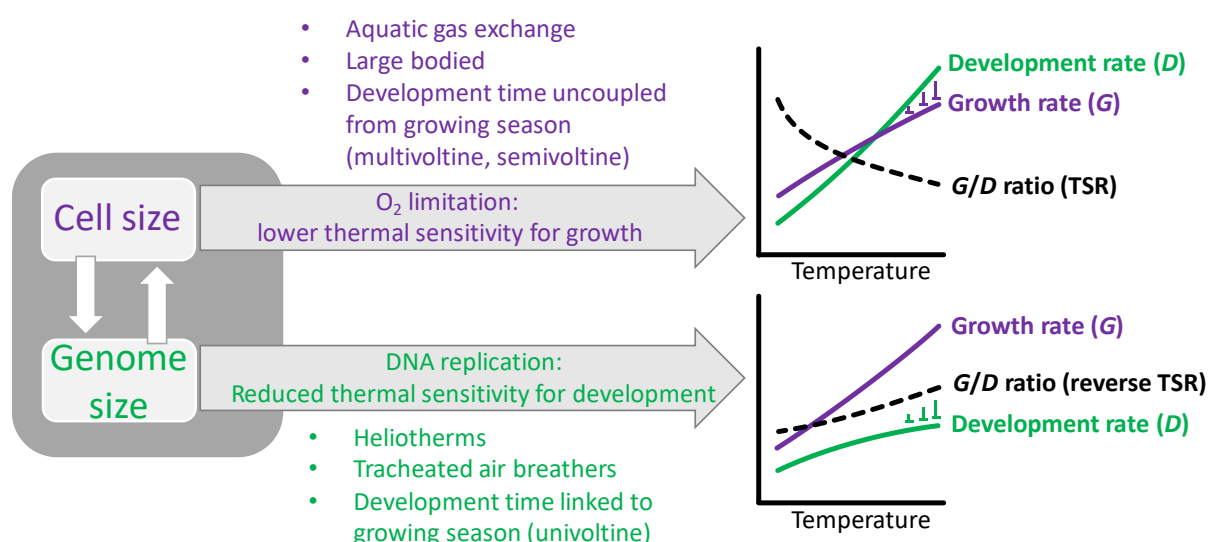 • Aquatic gas exchange
• Large bodied
• Development time uncoupled
from growing season
(multivoltine, semivoltine)
Cell size
O₂ limitation:
lower thermal sensitivity for growth
Development rate (D)
Growth rate (G)
G/D ratio (TSR)
Temperature
Genome
size
DNA replication:
Reduced thermal sensitivity for development
Growth rate (G)
G/D ratio (reverse TSR)
Development rate (D)
Temperature
• Heliotherms
• Tracheated air breathers
• Development time linked to
growing season (univoltine)